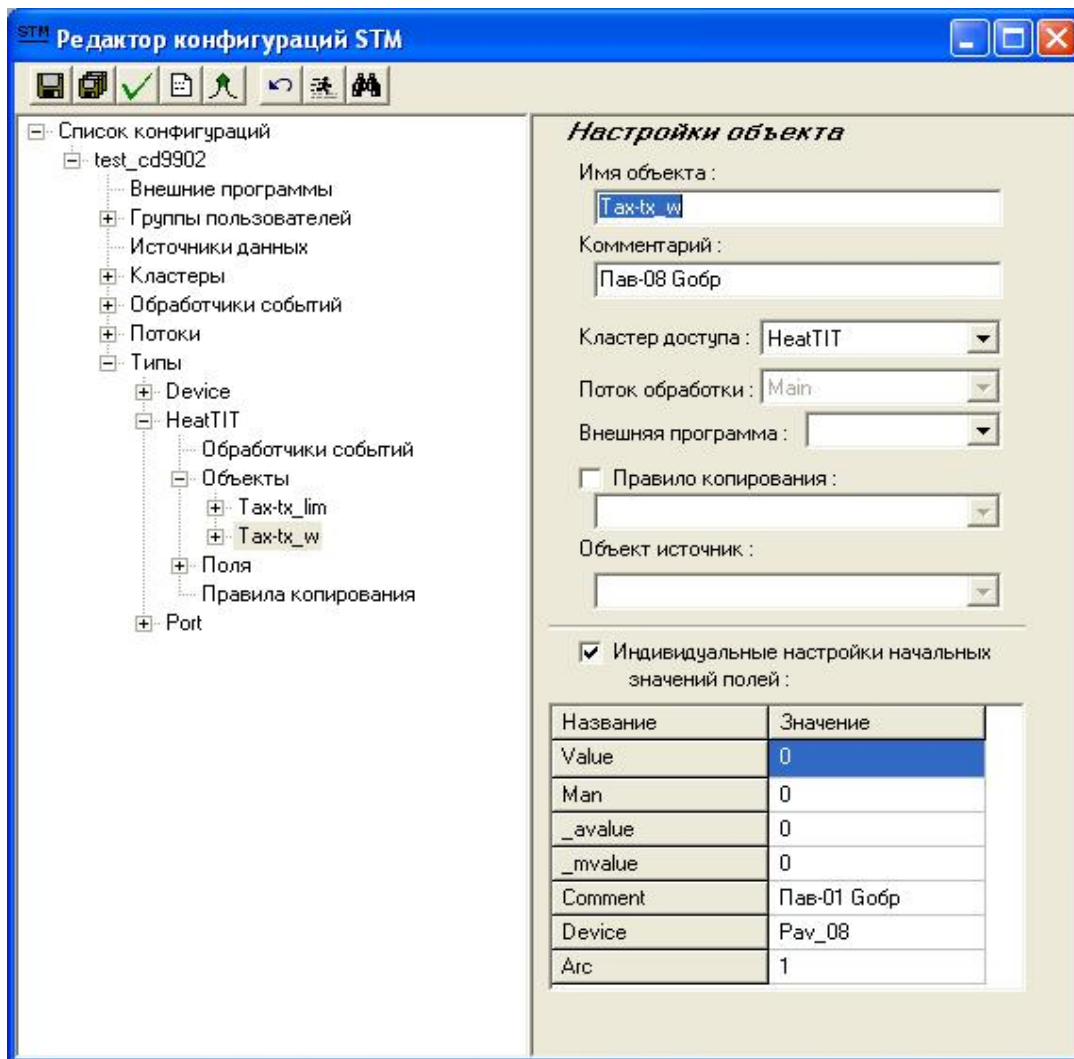 STM Редактор конфигураций STM
Список конфигураций
test_cd9902
Внешние программы
Группы пользователей
Источники данных
Кластеры
Обработчики событий
Потоки
Типы
Device
HeatTIT
Обработчики событий
Объекты
Tax-tx_lim
Tax-tx_w
Поля
Правила копирования
Port
Настройки объекта
Имя объекта :
Tax-tx_w
Комментарий :
Пав-08 Gобр
Кластер доступа : HeatTIT
Поток обработки : Main
Внешняя программа :
Правило копирования :
Объект источник :
Индивидуальные настройки начальных
значений полей :
Название Значение
Value 0
Man 0
_avalue 0
_mvalue 0
Comment Пав-01 Gобр
Device Pav_08
Arc 1